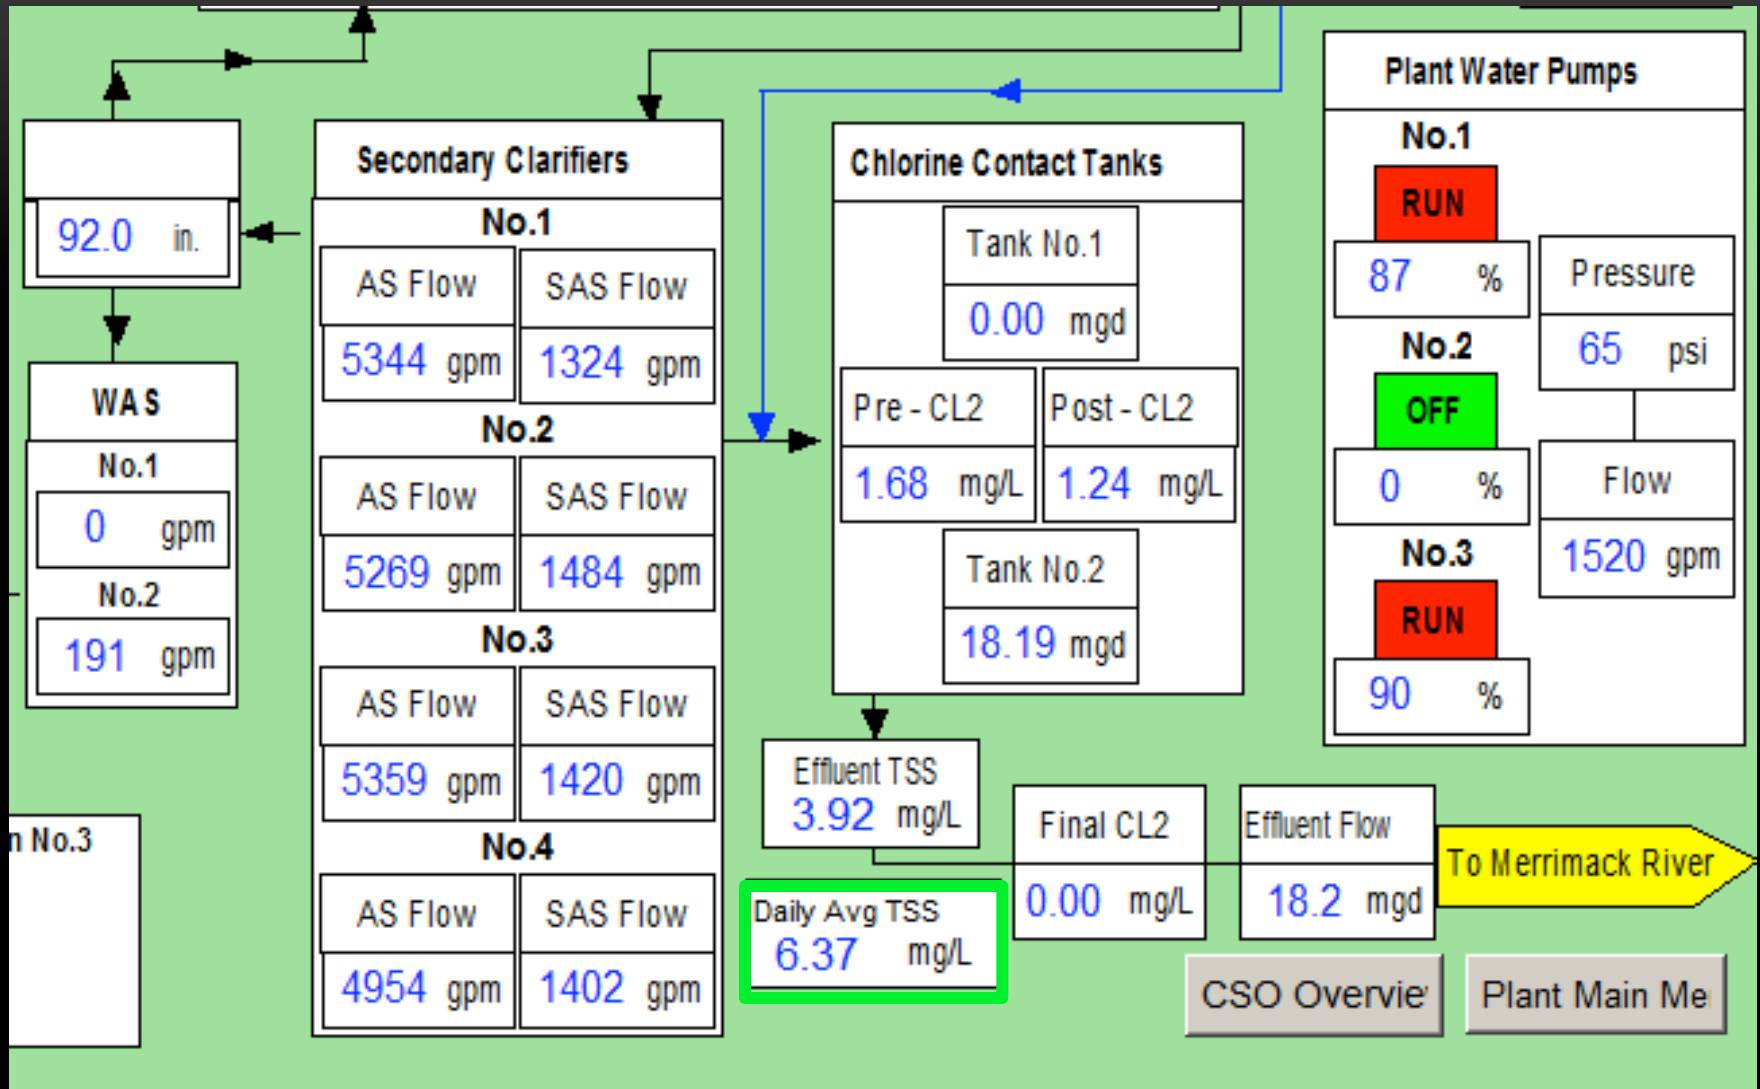 92.0 in.
WAS
No.1
0 gpm
No.2
191 gpm
n No.3
Secondary Clarifiers
No.1
AS Flow SAS Flow
5344 gpm 1324 gpm
No.2
AS Flow SAS Flow
5269 gpm 1484 gpm
No.3
AS Flow SAS Flow
5359 gpm 1420 gpm
No.4
AS Flow SAS Flow
4954 gpm 1402 gpm
Chlorine Contact Tanks
Tank No.1
0.00 mgd
Pre - CL2 Post - CL2
1.68 mg/L 1.24 mg/L
Tank No.2
18.19 mgd
Effluent TSS
3.92 mg/L
Daily Avg TSS
6.37 mg/L
Final CL2
0.00 mg/L
Effluent Flow
18.2 mgd
To Merrimack River
Plant Water Pumps
No.1
RUN
87 %
No.2
OFF
0 %
No.3
RUN
90 %
Pressure
65 psi
Flow
1520 gpm
CSO Overvie
Plant Main Me